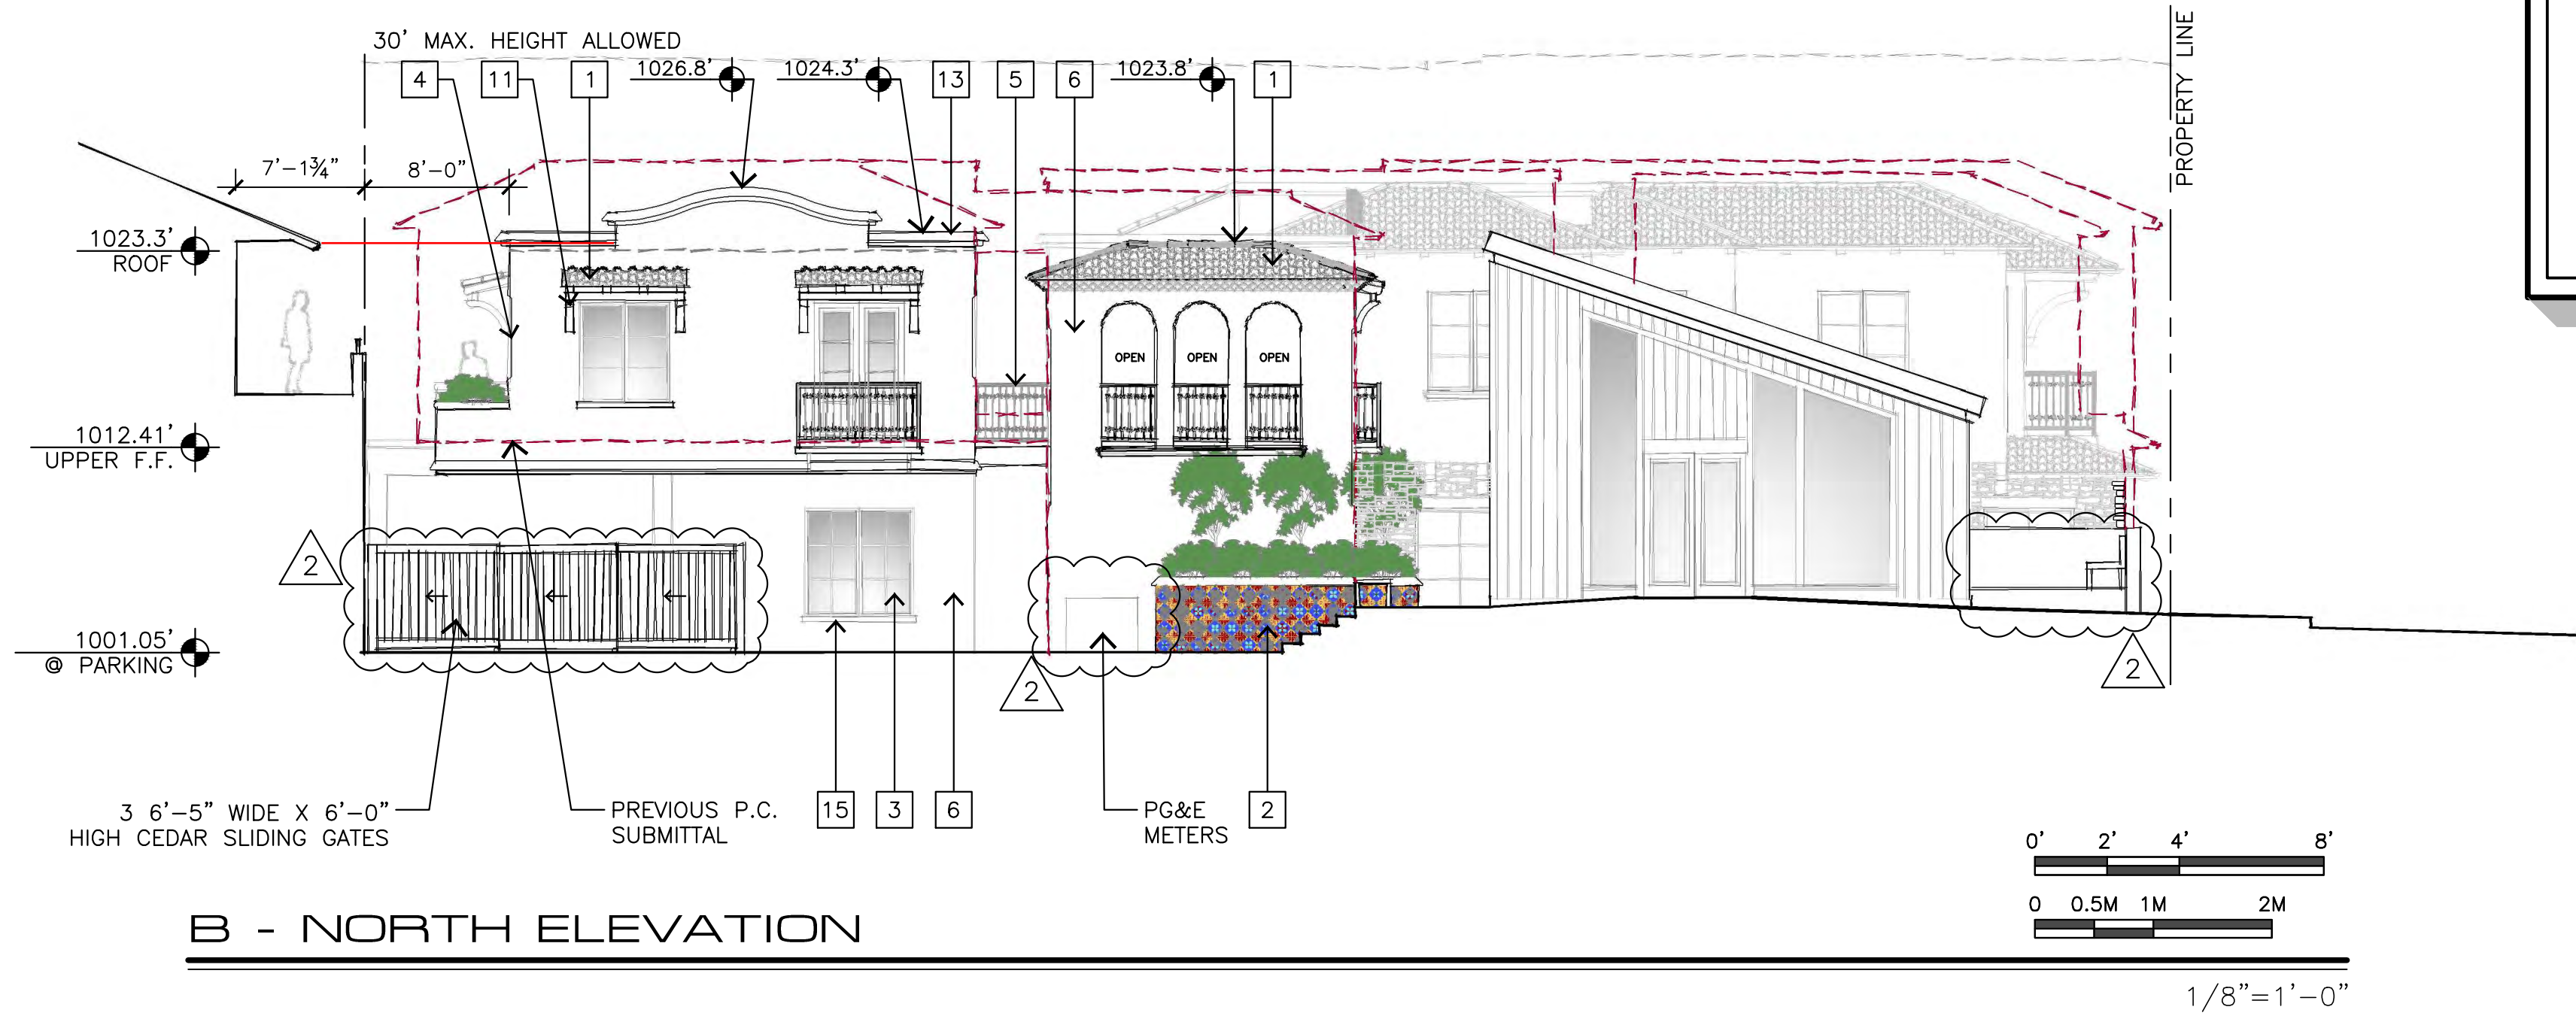 30' MAX. HEIGHT ALLOWED
PROPERTY LINE
4
11
1
1026.8'
1024.3'
13
5
6
1023.8'
1
7'-1¾"
8'-0"
1023.3'
ROOF
OPEN
OPEN
OPEN
1012.41'
UPPER F.F.
2
1001.05'
@ PARKING
2
2
3 6'-5" WIDE X 6'-0"
HIGH CEDAR SLIDING GATES
PREVIOUS P.C.
SUBMITTAL
15
3
6
PG&E
METERS
2
0' 2' 4' 8'
0 0.5M 1M 2M
B - NORTH ELEVATION
1/8"=1'-0"